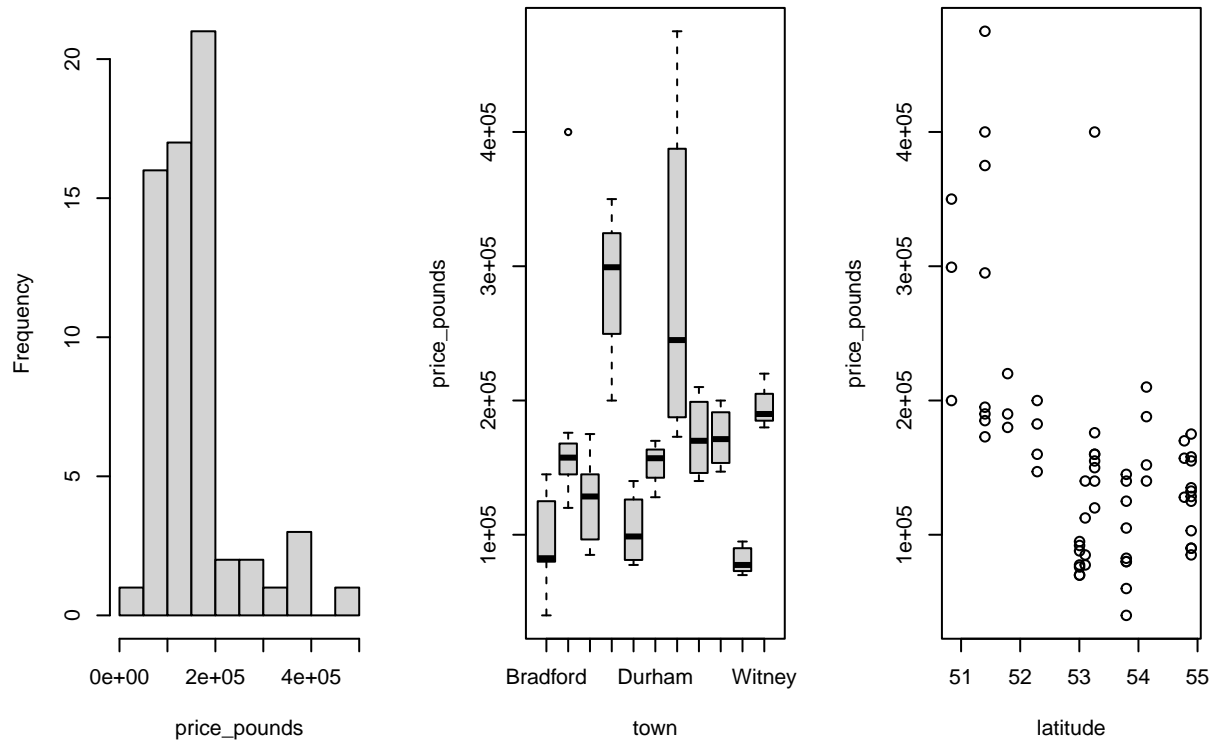 Frequency
20
15
10
5
0
0e+00 2e+05 4e+05
price_pounds
price_pounds
4e+05
3e+05
2e+05
1e+05
Bradford Durham Witney
town
price_pounds
4e+05
3e+05
2e+05
1e+05
51 52 53 54 55
latitude